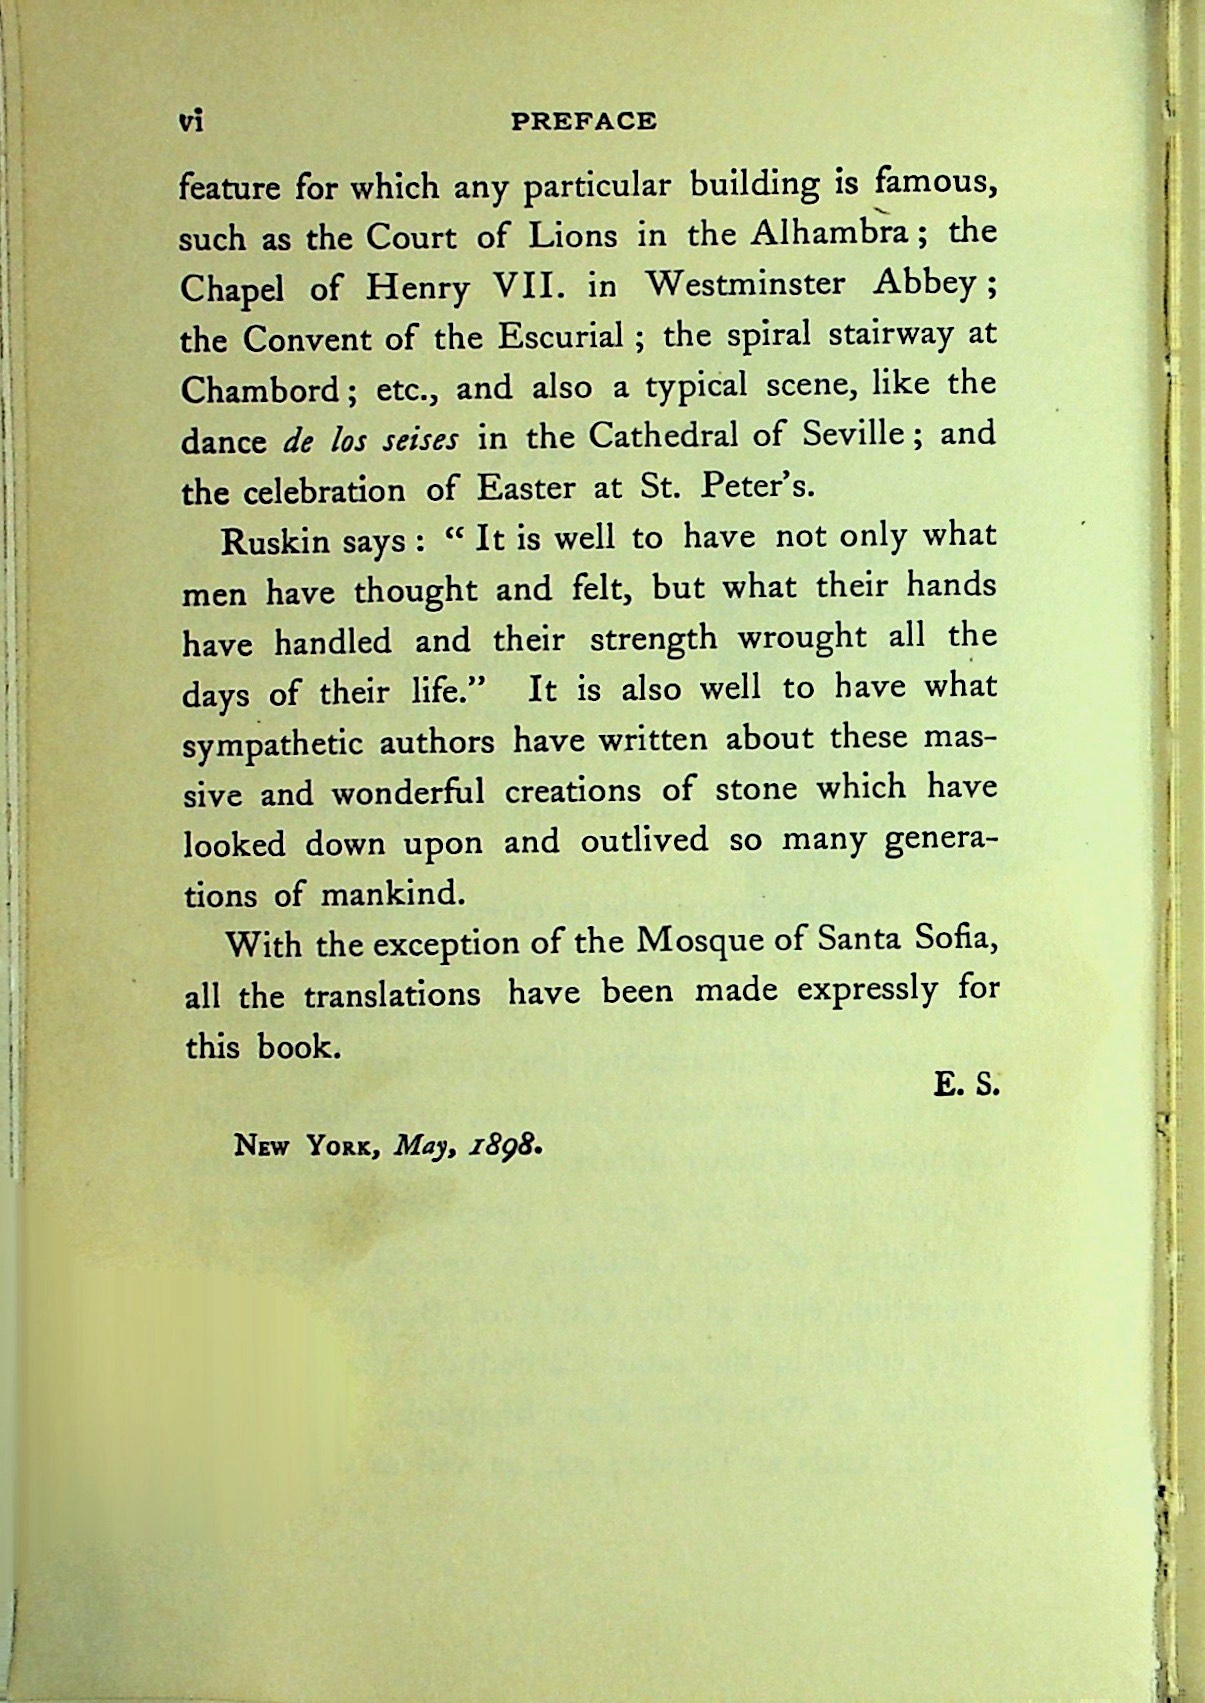 vi PREFACE
feature for which any particular building is famous,
such as the Court of Lions in the Alhambra; the
Chapel of Henry VII. in Westminster Abbey;
the Convent of the Escurial; the spiral stairway at
Chambord; etc., and also a typical scene, like the
dance de los seises in the Cathedral of Seville; and
the celebration of Easter at St. Peter's.
Ruskin says: “It is well to have not only what
men have thought and felt, but what their hands
have handled and their strength wrought all the
days of their life.” It is also well to have what
sympathetic authors have written about these mas-
sive and wonderful creations of stone which have
looked down upon and outlived so many genera-
tions of mankind.
With the exception of the Mosque of Santa Sofia,
all the translations have been made expressly for
this book.
E. S.
NEW YORK, May, 1898.